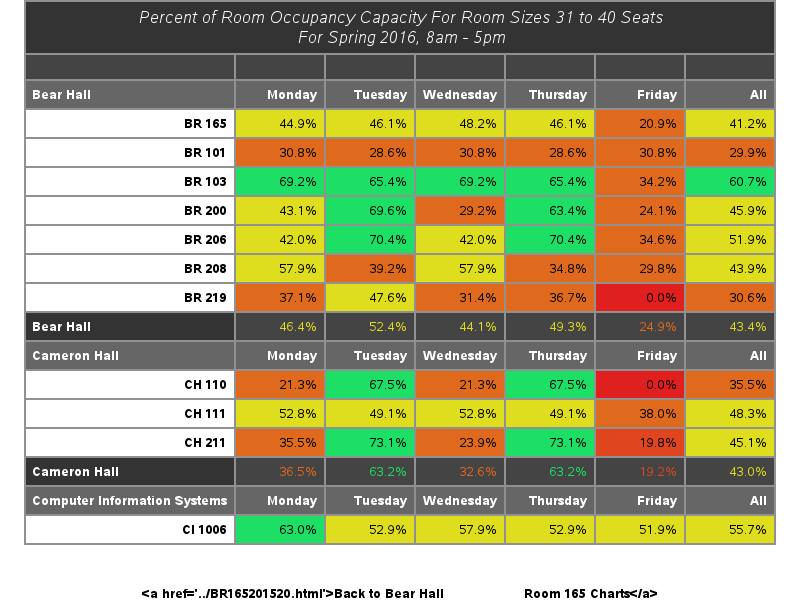 Percent of Room Occupancy Capacity For Room Sizes 31 to 40 Seats
For Spring 2016, 8am - 5pm
Bear Hall Monday Tuesday Wednesday Thursday Friday All
BR 165 44.9% 46.1% 48.2% 46.1% 20.9% 41.2%
BR 101 30.8% 28.6% 30.8% 28.6% 30.8% 29.9%
BR 103 69.2% 65.4% 69.2% 65.4% 34.2% 60.7%
BR 200 43.1% 69.6% 29.2% 63.4% 24.1% 45.9%
BR 206 42.0% 70.4% 42.0% 70.4% 34.6% 51.9%
BR 208 57.9% 39.2% 57.9% 34.8% 29.8% 43.9%
BR 219 37.1% 47.6% 31.4% 36.7% 0.0% 30.6%
Bear Hall 46.4% 52.4% 44.1% 49.3% 24.9% 43.4%
Cameron Hall Monday Tuesday Wednesday Thursday Friday All
CH 110 21.3% 67.5% 21.3% 67.5% 0.0% 35.5%
CH 111 52.8% 49.1% 52.8% 49.1% 38.0% 48.3%
CH 211 35.5% 73.1% 23.9% 73.1% 19.8% 45.1%
Cameron Hall 36.5% 63.2% 32.6% 63.2% 19.2% 43.0%
Computer Information Systems Monday Tuesday Wednesday Thursday Friday All
CI 1006 63.0% 52.9% 57.9% 52.9% 51.9% 55.7%
<a href='../BR165201520.html'>Back to Bear Hall Room 165 Charts</a>